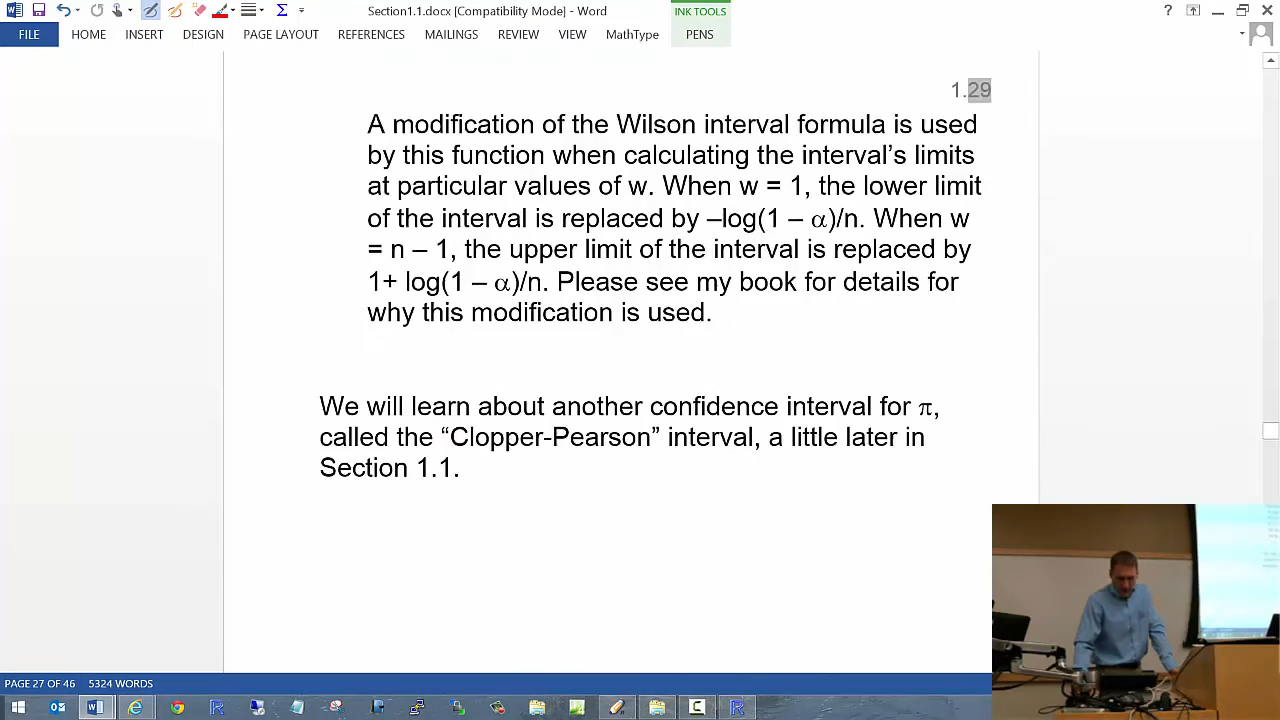 Section1.1.docx [Compatibility Mode] - Word
INK TOOLS
FILE
HOME
INSERT
DESIGN
PAGE LAYOUT
REFERENCES
MAILINGS
REVIEW
VIEW
MathType
PENS
1.29
A modification of the Wilson interval formula is used
by this function when calculating the interval’s limits
at particular values of w. When w = 1, the lower limit
of the interval is replaced by –log(1 – α)/n. When w
= n – 1, the upper limit of the interval is replaced by
1+ log(1 – α)/n. Please see my book for details for
why this modification is used.
We will learn about another confidence interval for π,
called the “Clopper-Pearson” interval, a little later in
Section 1.1.
PAGE 27 OF 46
5324 WORDS